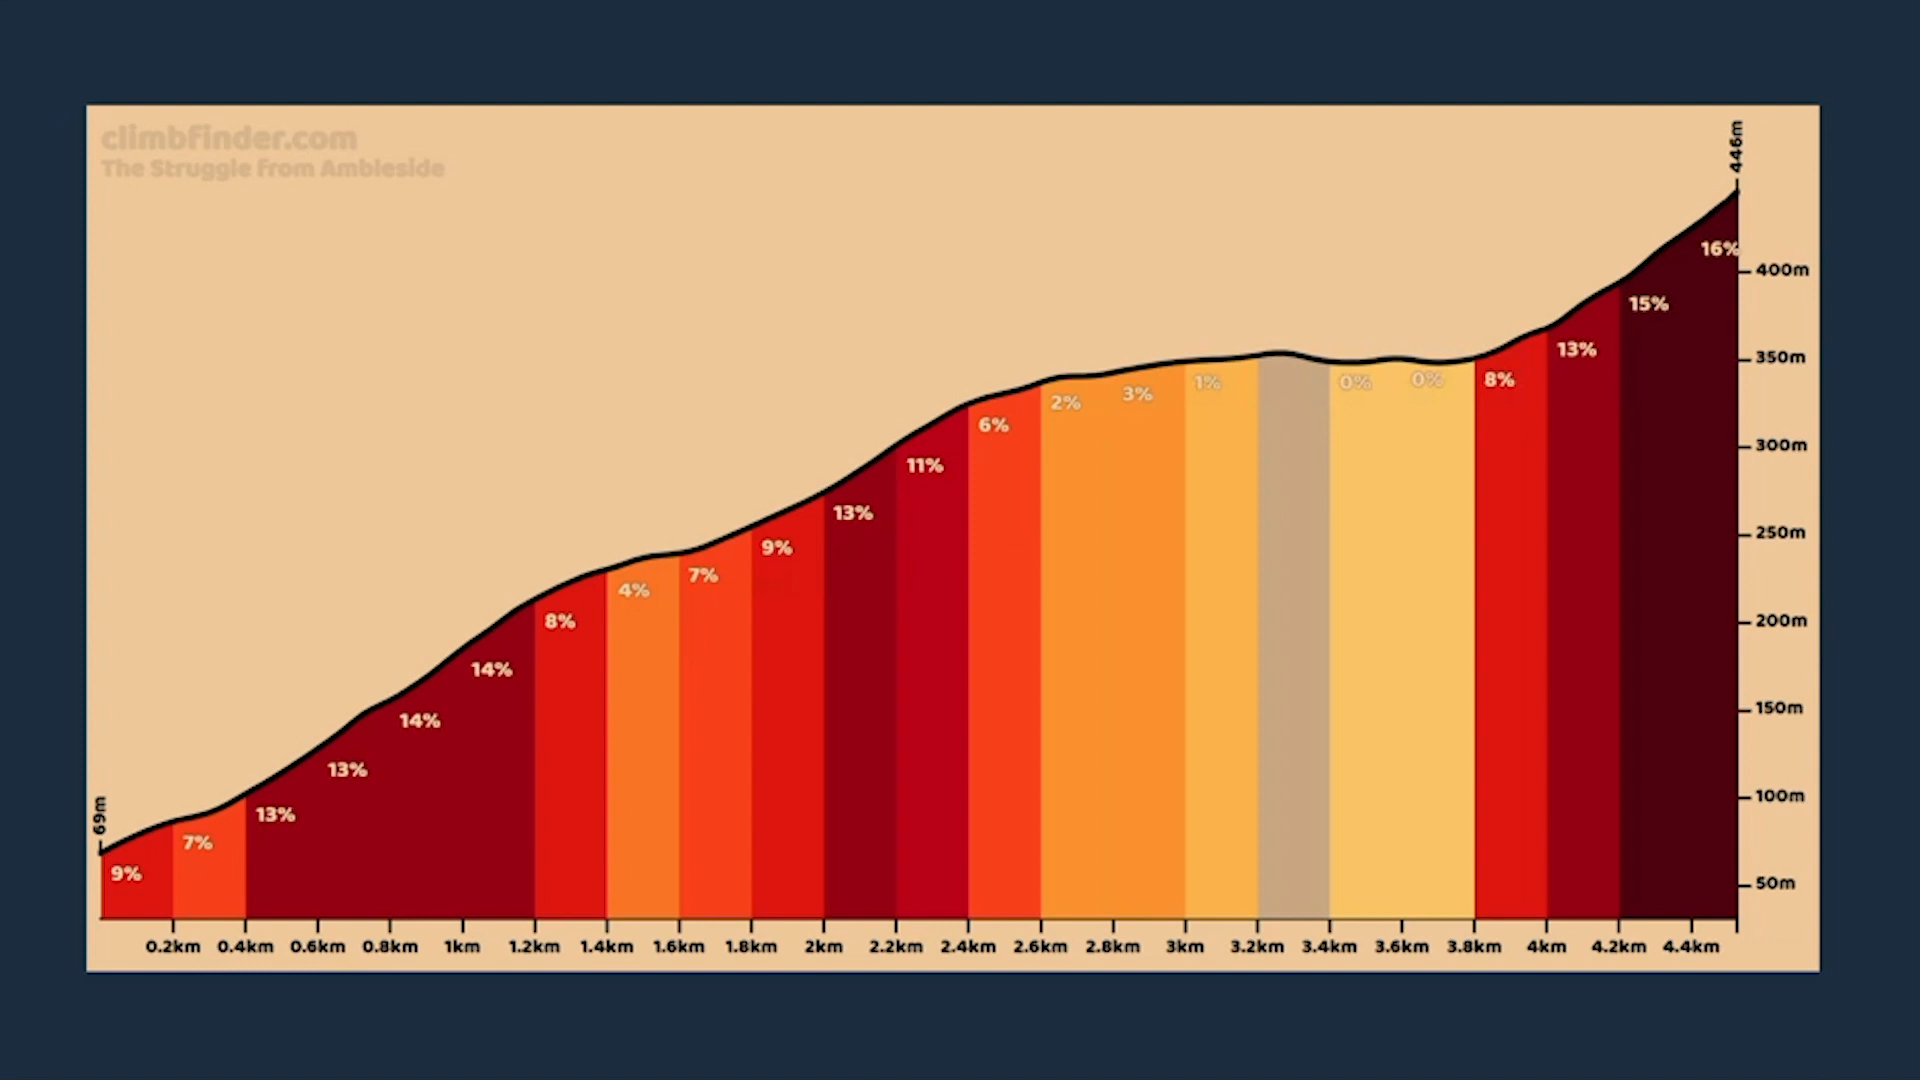 climbfinder.com
The Struggle from Ambleside
446m
16%
400m
15%
350m
13%
8%
0%
0%
1%
3%
2%
6%
300m
11%
13%
250m
9%
7%
4%
8%
200m
14%
14%
150m
13%
13%
100m
69m
7%
9%
50m
0.2km 0.4km 0.6km 0.8km 1km 1.2km 1.4km 1.6km 1.8km 2km 2.2km 2.4km 2.6km 2.8km 3km 3.2km 3.4km 3.6km 3.8km 4km 4.2km 4.4km